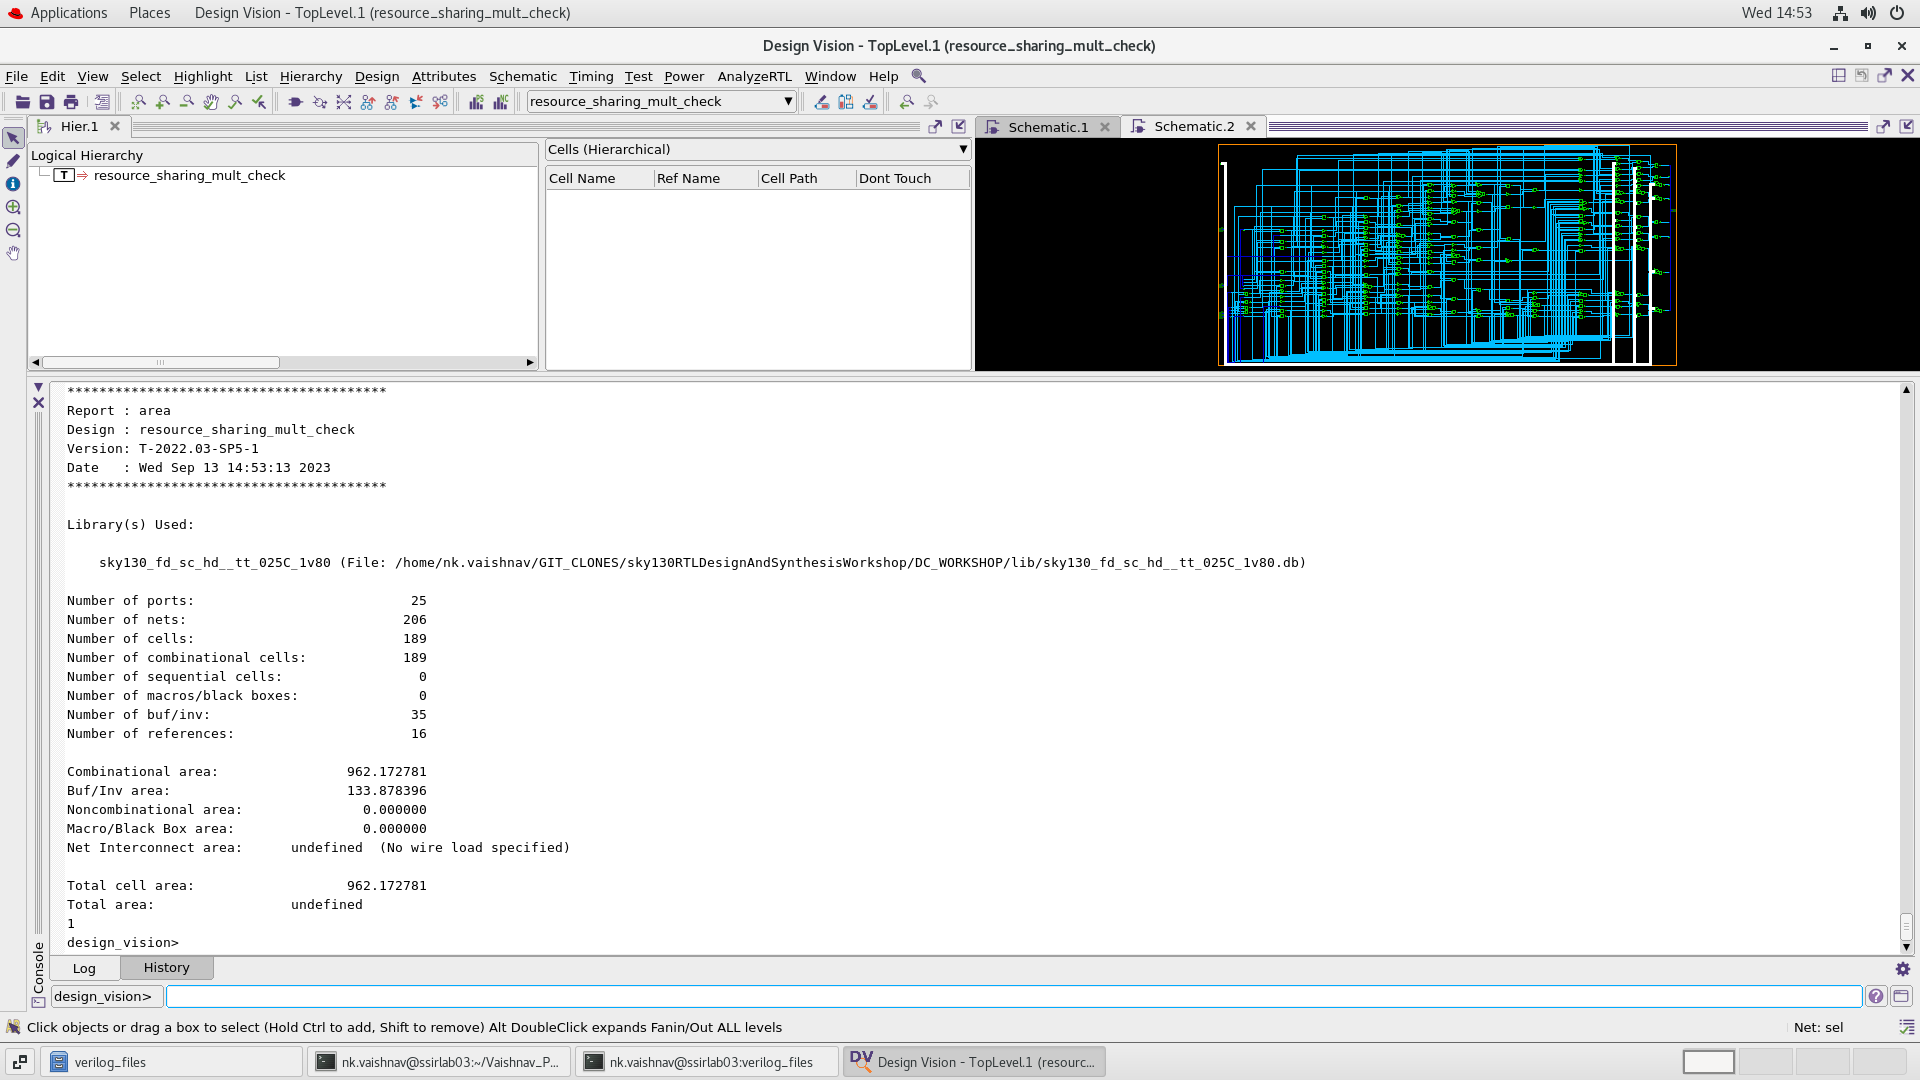 Applications Places Design Vision - TopLevel.1 (resource_sharing_mult_check) Wed 14:53
Design Vision - TopLevel.1 (resource_sharing_mult_check)
File Edit View Select Highlight List Hierarchy Design Attributes Schematic Timing Test Power AnalyzeRTL Window Help
resource_sharing_mult_check
Hier.1
Schematic.1 Schematic.2
Logical Hierarchy
T resource_sharing_mult_check
Cells (Hierarchical)
Cell Name Ref Name Cell Path Dont Touch
****************************************
Report : area
Design : resource_sharing_mult_check
Version: T-2022.03-SP5-1
Date   : Wed Sep 13 14:53:13 2023
****************************************
Library(s) Used:
sky130_fd_sc_hd__tt_025C_1v80 (File: /home/nk.vaishnav/GIT_CLONES/sky130RTLDesignAndSynthesisWorkshop/DC_WORKSHOP/lib/sky130_fd_sc_hd__tt_025C_1v80.db)
Number of ports: 25
Number of nets: 206
Number of cells: 189
Number of combinational cells: 189
Number of sequential cells: 0
Number of macros/black boxes: 0
Number of buf/inv: 35
Number of references: 16
Combinational area: 962.172781
Buf/Inv area: 133.878396
Noncombinational area: 0.000000
Macro/Black Box area: 0.000000
Net Interconnect area: undefined (No wire load specified)
Total cell area: 962.172781
Total area: undefined
1
design_vision>
Console
Log History
design_vision>
Click objects or drag a box to select (Hold Ctrl to add, Shift to remove) Alt DoubleClick expands Fanin/Out ALL levels
Net: sel
verilog_files
nk.vaishnav@ssirlab03:~/Vaishnav_P...
nk.vaishnav@ssirlab03:verilog_files
DV Design Vision - TopLevel.1 (resourc...